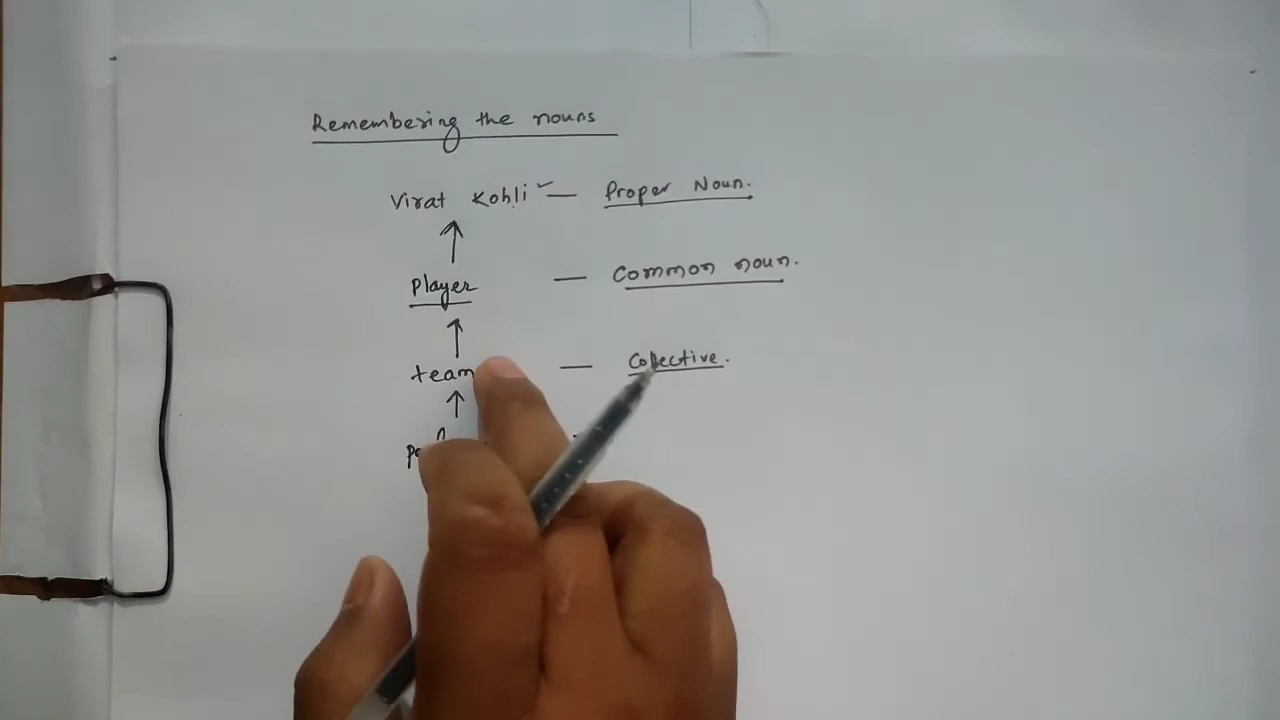 Remembering the nouns
Virat Kohli — Proper Noun.
Player — Common noun.
team — Collective.